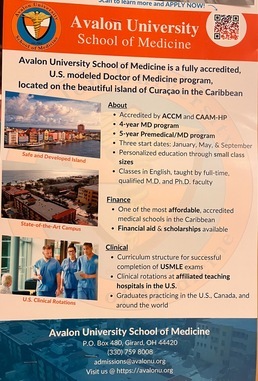 Scan to learn more and APPLY NOW!
Avalon University
School of Medicine
Avalon University School of Medicine is a fully accredited,
U.S. modeled Doctor of Medicine program,
located on the beautiful island of Curaçao in the Caribbean
Safe and Developed Island
State-of-the-Art Campus
U.S. Clinical Rotations
About
• Accredited by ACCM and CAAM-HP
• 4-year MD program
• 5-year Premedical/MD program
• Three start dates: January, May, & September
• Personalized education through small class
sizes
• Classes in English, taught by full-time,
qualified M.D. and Ph.D. faculty
Finance
• One of the most affordable, accredited
medical schools in the Caribbean
• Financial aid & scholarships available
Clinical
• Curriculum structure for successful
completion of USMLE exams
• Clinical rotations at affiliated teaching
hospitals in the U.S.
• Graduates practicing in the U.S., Canada, and
around the world
Avalon University School of Medicine
P.O. Box 480, Girard, OH 44420
(330) 759 8008
admissions@avalonu.org
Visit us @ https://avalonu.org